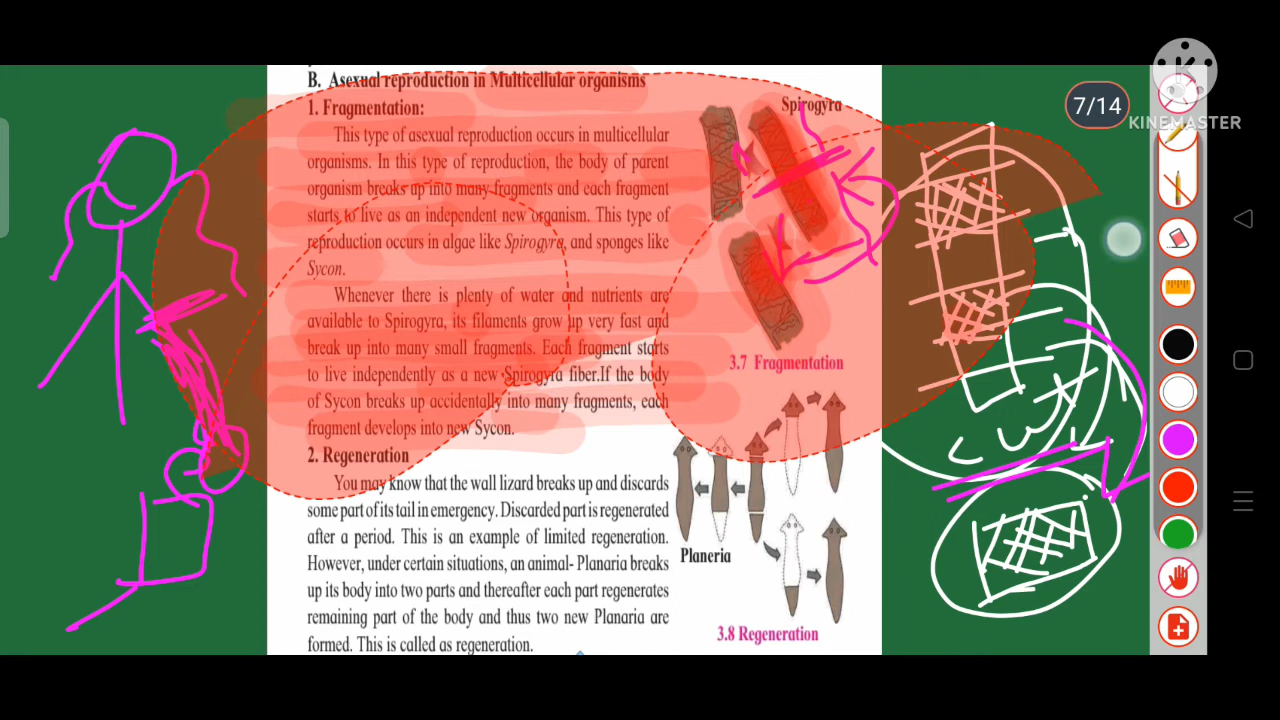 B. Asexual reproduction in Multicellular organisms
1. Fragmentation:
This type of asexual reproduction occurs in multicellular
organisms. In this type of reproduction, the body of parent
organism breaks up into many fragments and each fragment
starts to live as an independent new organism. This type of
reproduction occurs in algae like Spirogyra, and sponges like
Sycon.
Whenever there is plenty of water and nutrients are
available to Spirogyra, its filaments grow up very fast and
break up into many small fragments. Each fragment starts
to live independently as a new Spirogyra fiber.If the body
of Sycon breaks up accidentally into many fragments, each
fragment develops into new Sycon.
2. Regeneration
You may know that the wall lizard breaks up and discards
some part of its tail in emergency. Discarded part is regenerated
after a period. This is an example of limited regeneration.
However, under certain situations, an animal- Planaria breaks
up its body into two parts and thereafter each part regenerates
remaining part of the body and thus two new Planaria are
formed. This is called as regeneration.
Spirogyra
3.7 Fragmentation
Planeria
3.8 Regeneration
7/14
KINEMASTER